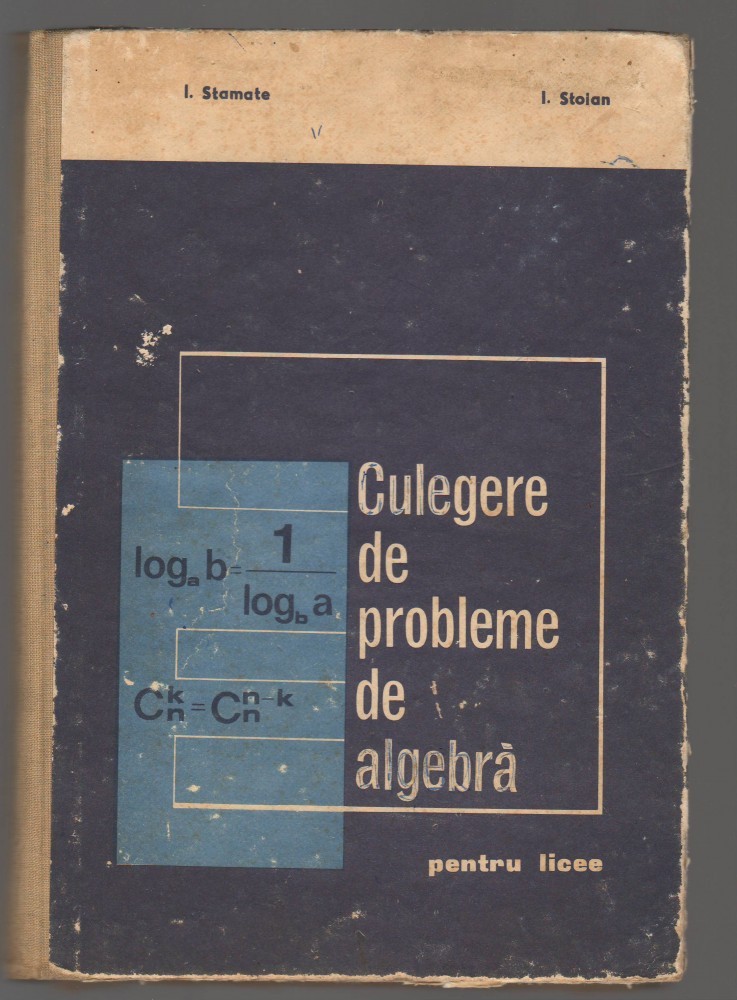 I. Stamate
I. Stoian
Culegere
de
probleme
de
algebră
log_a b = 1 / log_b a
C_n^k = C_n^{n-k}
pentru licee